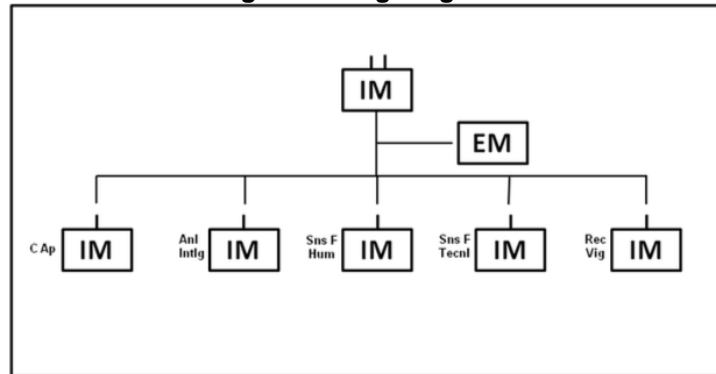 IM
EM
C Ap
IM
Anl
Intlg
IM
Sns F
Hum
IM
Sns F
Tecnl
IM
Rec
Vig
IM